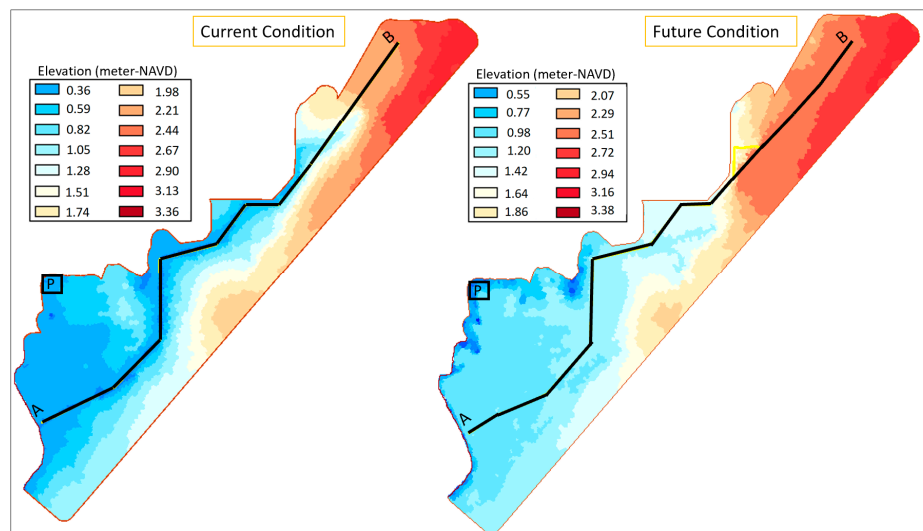 Current Condition
Future Condition
Elevation (meter-NAVD)
0.36 1.98
0.59 2.21
0.82 2.44
1.05 2.67
1.28 2.90
1.51 3.13
1.74 3.36
B
P
A
Elevation (meter-NAVD)
0.55 2.07
0.77 2.29
0.98 2.51
1.20 2.72
1.42 2.94
1.64 3.16
1.86 3.38
B
P
A